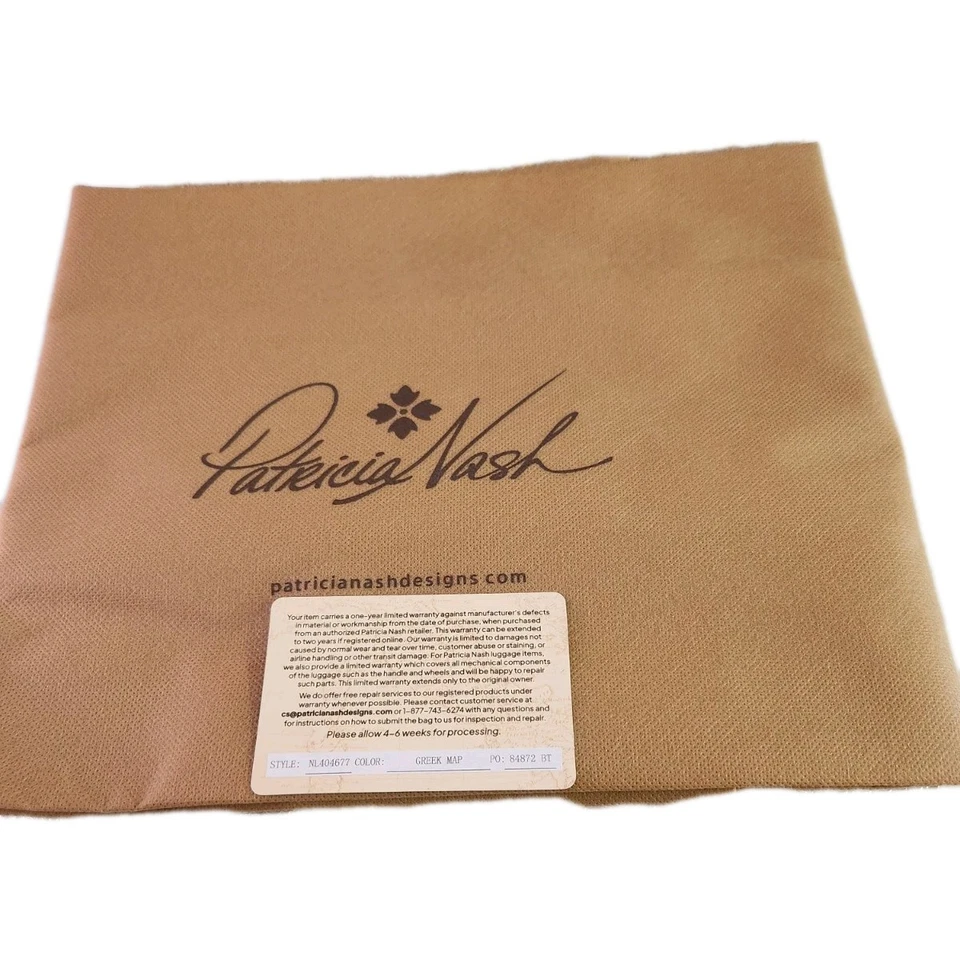 Patricia Nash
patricianashdesigns com
Your item carries a one-year limited warranty against manufacturer's defects
in material or workmanship from the date of purchase, when purchased
from an authorized Patricia Nash retailer. This warranty can be extended
to two years if registered online. Our warranty is limited to damages not
caused by normal wear and tear over time, customer abuse or staining, or
airline handling or other transit damage. For Patricia Nash luggage items,
we also provide a limited warranty which covers all mechanical components
of the luggage such as the handle and wheels and will be happy to repair
such parts. This limited warranty extends only to the original owner.
We do offer free repair services to our registered products under
warranty whenever possible. Please contact customer service at
cs@patricianashdesigns.com or 1-877-743-6274 with any questions and
for instructions on how to submit the bag to us for inspection and repair.
Please allow 4-6 weeks for processing.
STYLE: NL404677 COLOR: GREEK MAP PO: 84872 BT